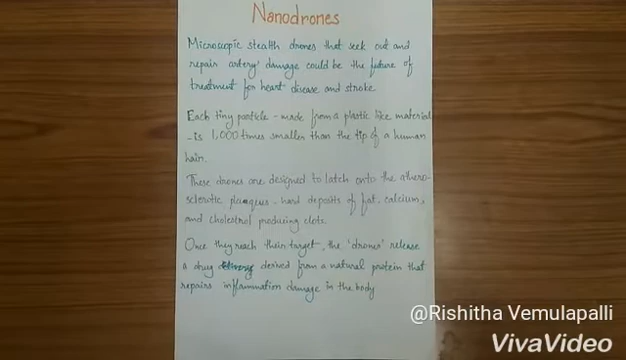 Nanodrones
Microscopic stealth drones that seek out and
repair artery damage could be the future of
treatment for heart disease and stroke.
Each tiny particle - made from a plastic like material
- is 1,000 times smaller than the tip of a human
hair.
These drones are designed to latch onto the athero-
sclerotic plaques - hard deposits of fat, calcium,
and cholestrol producing clots.
Once they reach their target, the 'drones' release
a drug derived from a natural protein that
repairs inflammation damage in the body
@Rishitha Vemulapalli
VivaVideo